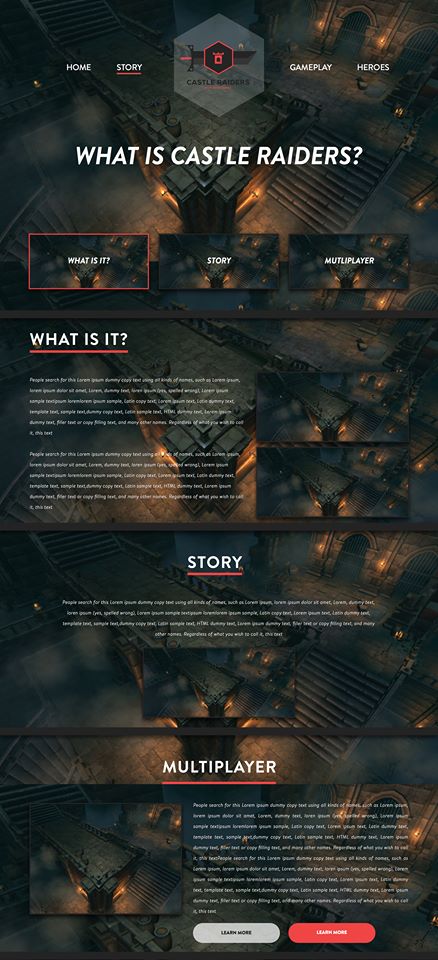 HOME STORY GAMEPLAY HEROES
CASTLE RAIDERS
WHAT IS CASTLE RAIDERS?
WHAT IS IT? STORY MUTLIPLAYER
WHAT IS IT?
People search for this Lorem ipsum dummy copy text using all kinds of names, such as Lorem ipsum,
lorem ipsum dolor sit amet, Lorem, dummy text, loren ipsum (yes, spelled wrong), Lorem ipsum
sample textipsum loremlorem ipsum sample, Latin copy text, Lorem ipsum template, Latin
template text, sample text,dummy copy text, Latin sample text, HTML dummy text, Lorem ipsum
dummy text, filler text or copy filling text, and many other names. Regardless of what you wish to call
it, this text
People search for this Lorem ipsum dummy copy text using all kinds of names, such as Lorem ipsum,
lorem ipsum dolor sit amet, Lorem, dummy text, loren ipsum (yes, spelled wrong), Lorem ipsum
sample textipsum loremlorem ipsum sample, Latin copy text, Lorem ipsum template, Latin
template text, sample text,dummy copy text, Latin sample text, HTML dummy text, Lorem ipsum
dummy text, filler text or copy filling text, and many other names. Regardless of what you wish to call
it, this text
STORY
People search for this Lorem ipsum dummy copy text using all kinds of names, such as Lorem ipsum, lorem ipsum dolor sit amet, Lorem, dummy text,
loren ipsum (yes, spelled wrong), Lorem ipsum sample textipsum loremlorem ipsum sample, Latin copy text, Lorem ipsum template, Latin
template text, sample text,dummy copy text, Latin sample text, HTML dummy text, Lorem ipsum dummy text, filler text or copy filling text, and many
other names. Regardless of what you wish to call it, this text
MULTIPLAYER
People search for this Lorem ipsum dummy copy text using all kinds of names, such as Lorem
ipsum, lorem ipsum dolor sit amet, Lorem, dummy text, loren ipsum (yes, spelled wrong), Lorem
ipsum sample textipsum loremlorem ipsum sample, Latin copy text, Lorem ipsum template, Latin
template text, sample text,dummy copy text, Latin sample text, HTML dummy text, Lorem ipsum
dummy text, filler text or copy filling text, and many other names. Regardless of what you wish to call
it, this textPeople search for this Lorem ipsum dummy copy text using all kinds of names, such as
Lorem ipsum, lorem ipsum dolor sit amet, Lorem, dummy text, loren ipsum (yes, spelled wrong),
Lorem ipsum sample textipsum loremlorem ipsum sample, Latin copy text, Lorem ipsum template,
Latin template text, sample text,dummy copy text, Latin sample text, HTML dummy text, Lorem
ipsum dummy text, filler text or copy filling text, and many other names. Regardless of what you wish to call
it, this text
LEARN MORE LEARN MORE